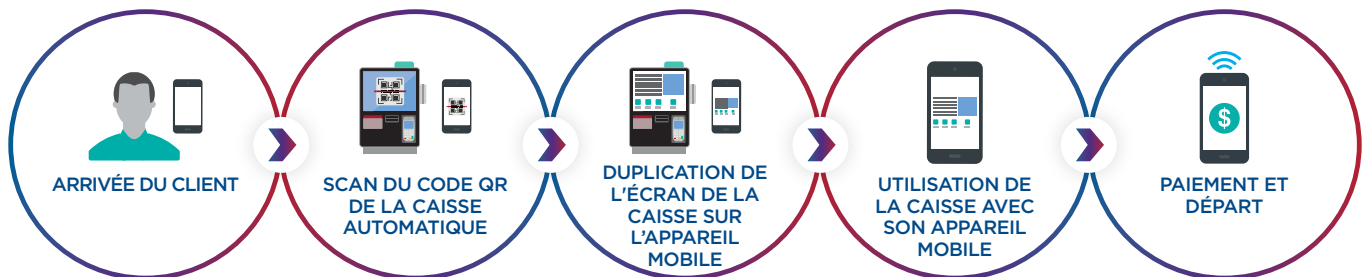 ARRIVÉE DU CLIENT
SCAN DU CODE QR
DE LA CAISSE
AUTOMATIQUE
DUPLICATION DE
L'ÉCRAN DE LA
CAISSE SUR
L’APPAREIL
MOBILE
UTILISATION DE
LA CAISSE AVEC
SON APPAREIL
MOBILE
$
PAIEMENT ET
DÉPART